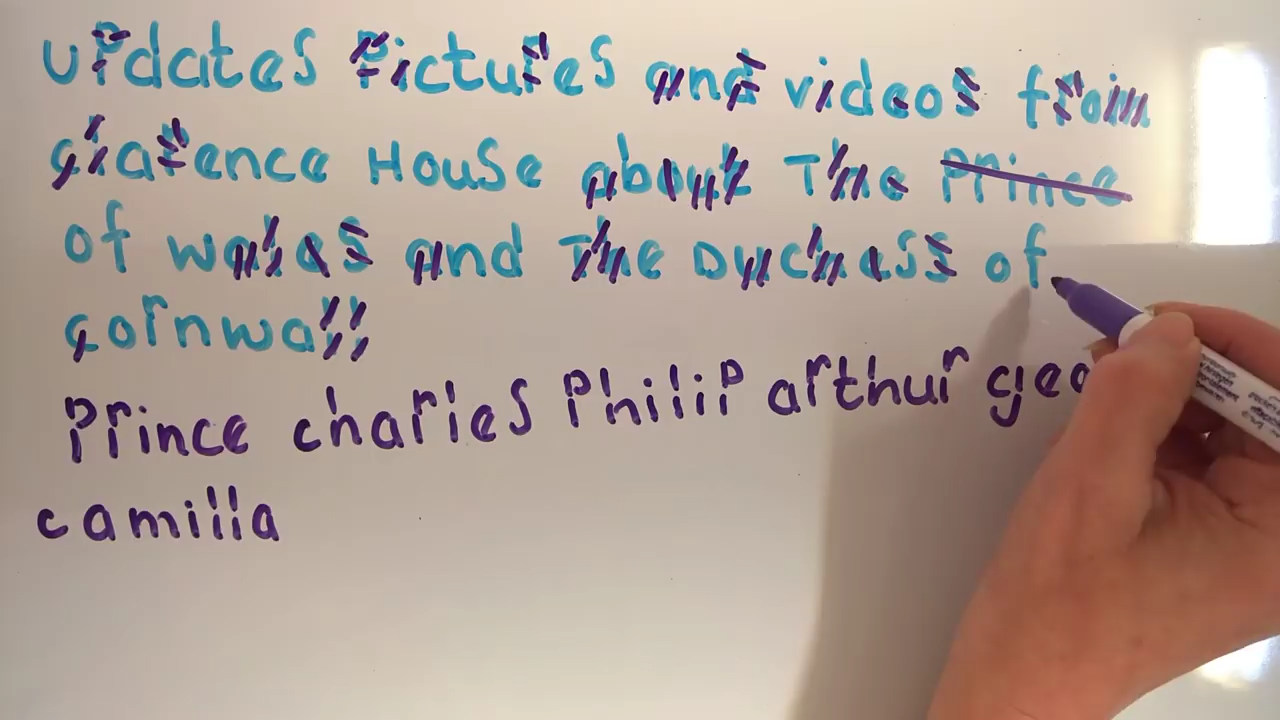 updates Pictures and videos from
clarence House about The Prince
of wales and The Duchess of
cornwall
Prince charles Philip arthur geo
camilla